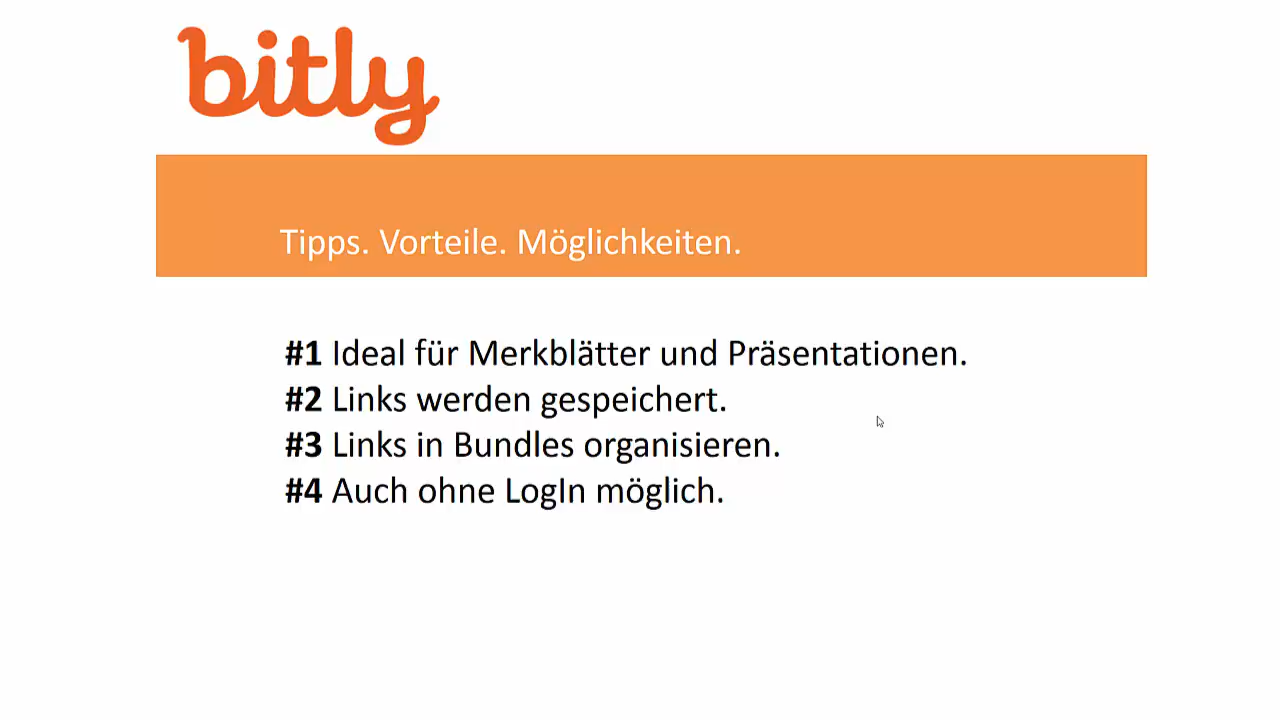 bitly
Tipps. Vorteile. Möglichkeiten.
#1 Ideal für Merkblätter und Präsentationen.
#2 Links werden gespeichert.
#3 Links in Bundles organisieren.
#4 Auch ohne LogIn möglich.